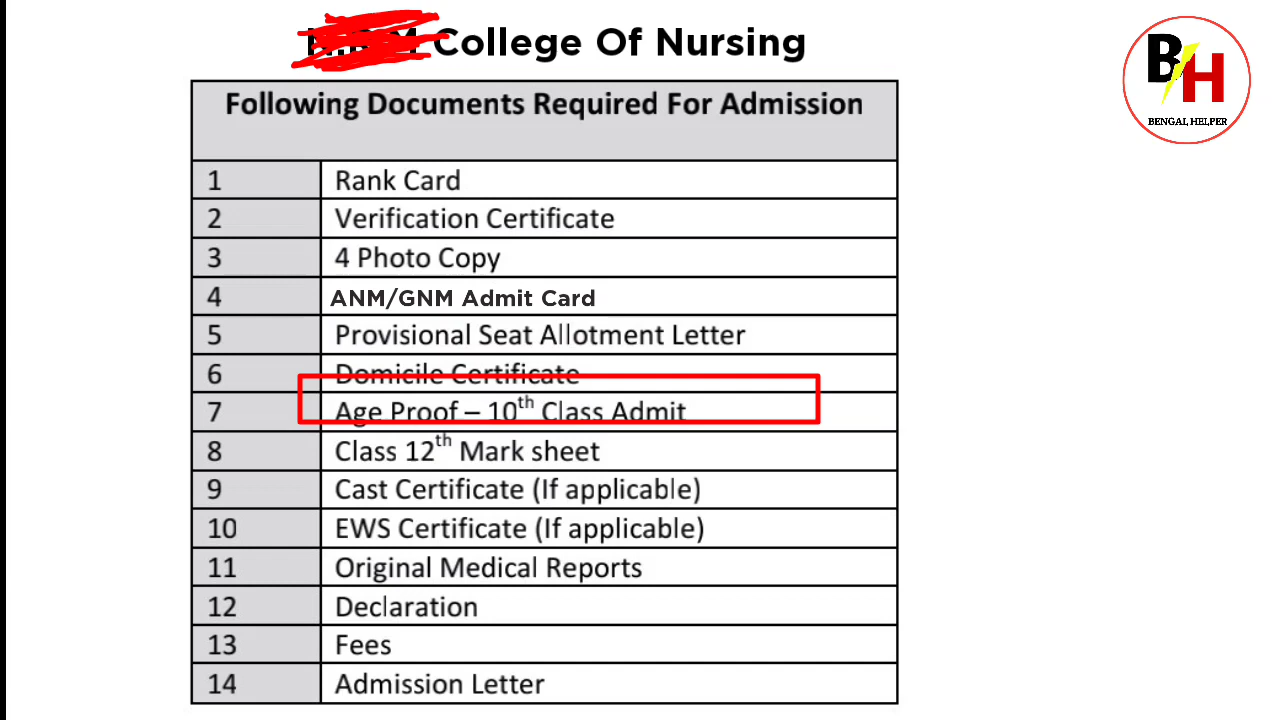 College Of Nursing
B H
BENGAL HELPER
Following Documents Required For Admission
1 Rank Card
2 Verification Certificate
3 4 Photo Copy
4 ANM/GNM Admit Card
5 Provisional Seat Allotment Letter
6 Domicile Certificate
7 Age Proof – 10th Class Admit
8 Class 12th Mark sheet
9 Cast Certificate (If applicable)
10 EWS Certificate (If applicable)
11 Original Medical Reports
12 Declaration
13 Fees
14 Admission Letter